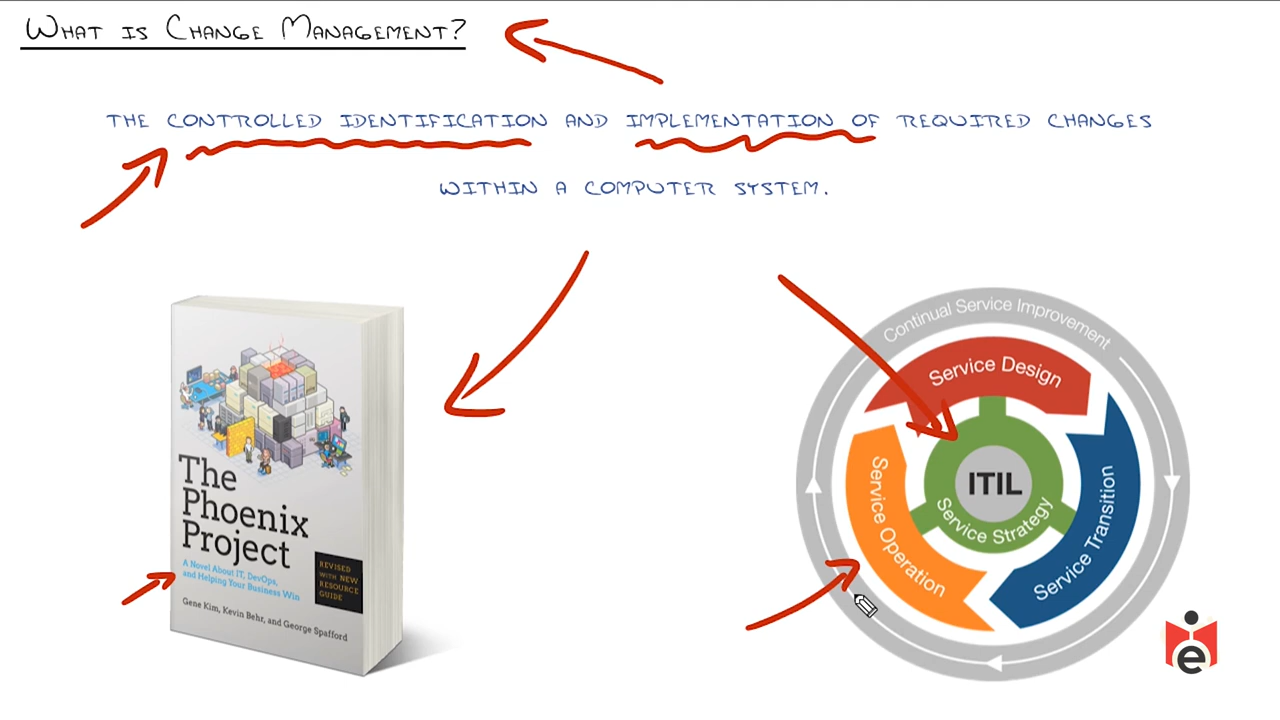 WHAT IS CHANGE MANAGEMENT?
THE CONTROLLED IDENTIFICATION AND IMPLEMENTATION OF REQUIRED CHANGES
WITHIN A COMPUTER SYSTEM.
The
Phoenix
Project
A Novel About IT, DevOps,
and Helping Your Business Win
REVISED
WITH NEW
RESOURCE
GUIDE
Gene Kim, Kevin Behr, and George Spafford
Continual Service Improvement
Service Design
Service Transition
Service Operation
Service Strategy
ITIL
e